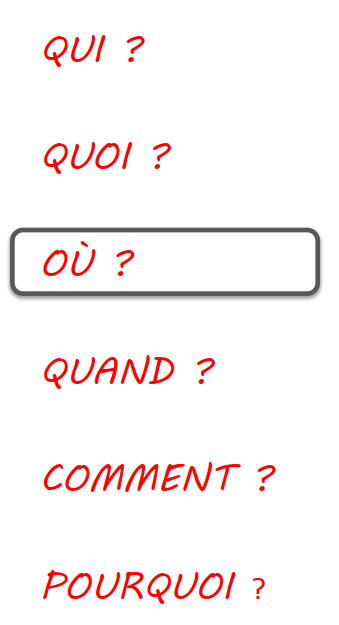 QUI ?
QUOI ?
OÙ ?
QUAND ?
COMMENT ?
POURQUOI ?